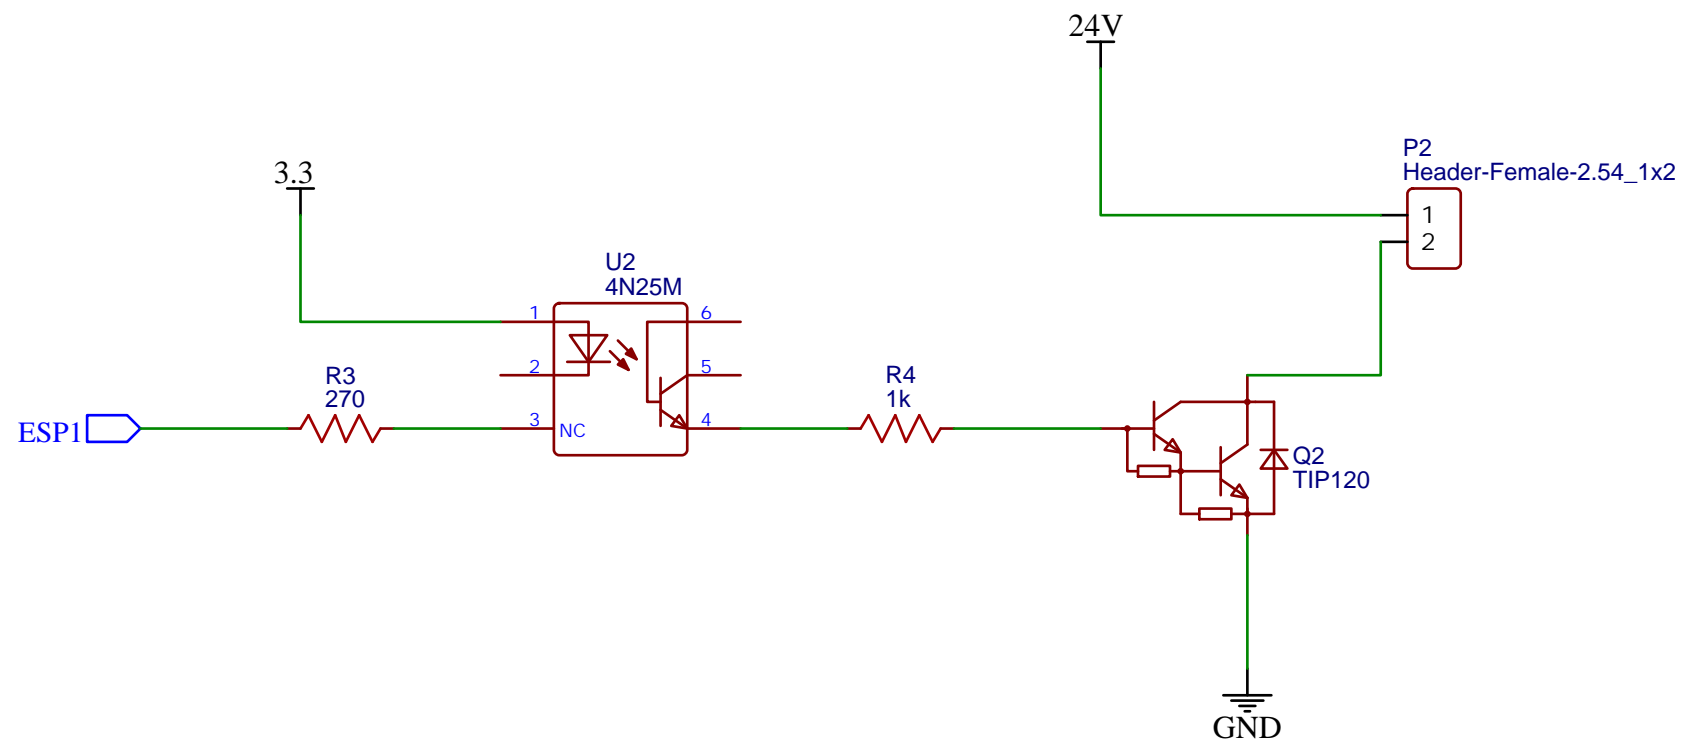 24V
P2
Header-Female-2.54_1x2
1
2
3.3
U2
4N25M
1
6
2
5
3
NC
4
R3
270
ESP1
R4
1k
Q2
TIP120
GND